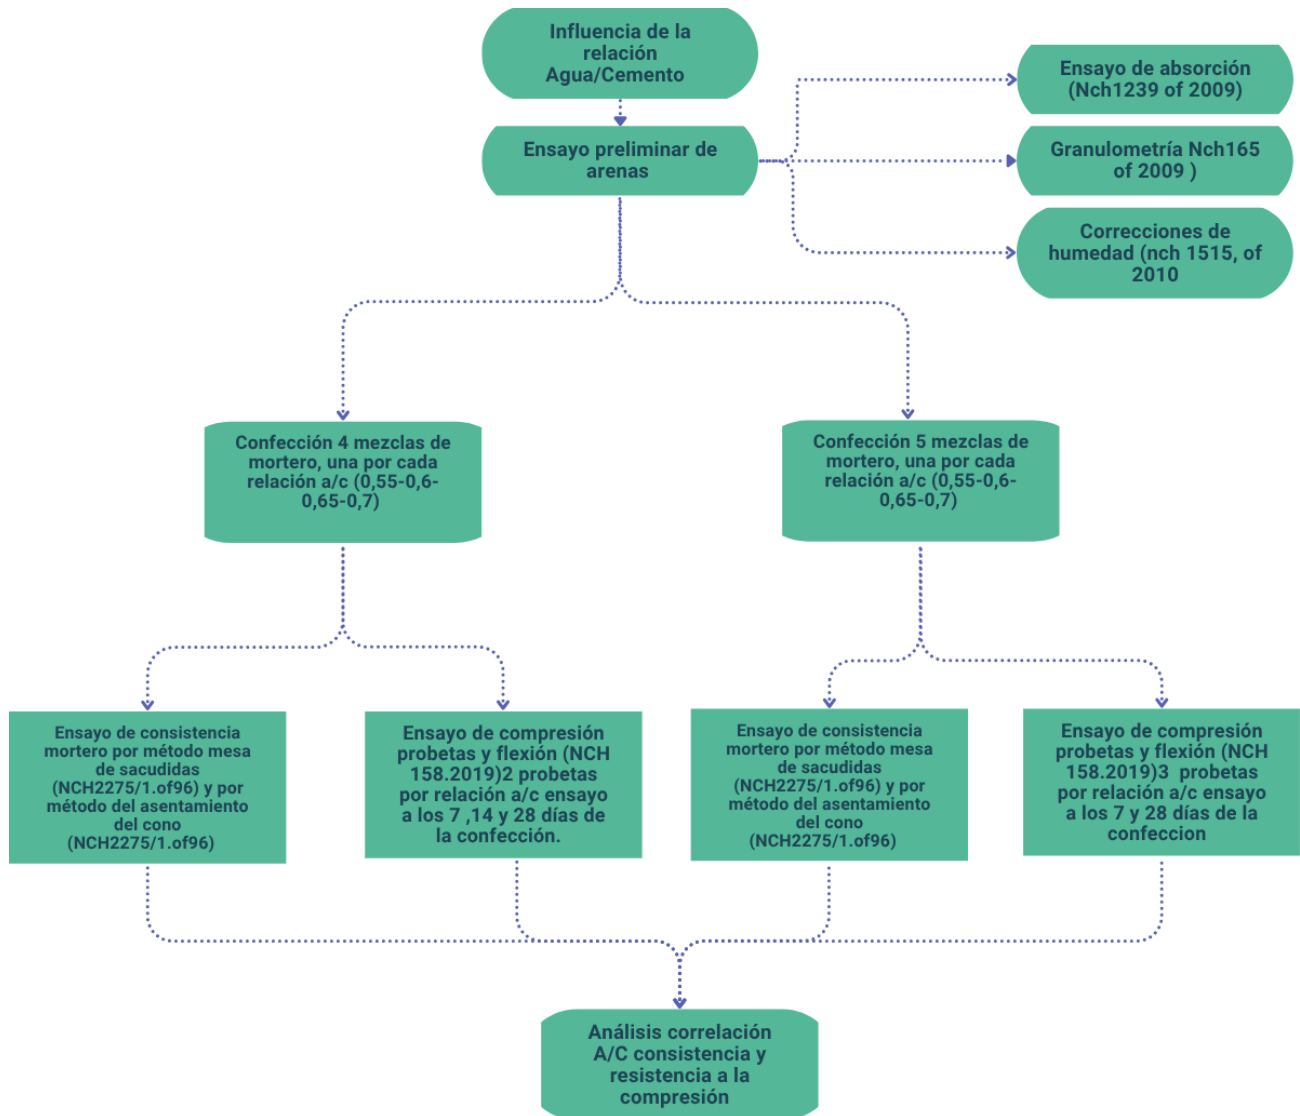 Influencia de la
relación
Agua/Cemento
Ensayo preliminar de
arenas
Ensayo de absorción
(Nch1239 of 2009)
Granulometría Nch165
of 2009 )
Correcciones de
humedad (nch 1515, of
2010
Confección 4 mezclas de
mortero, una por cada
relación a/c (0,55-0,6-
0,65-0,7)
Confección 5 mezclas de
mortero, una por cada
relación a/c (0,55-0,6-
0,65-0,7)
Ensayo de consistencia
mortero por método mesa
de sacudidas
(NCH2275/1.of96) y por
método del asentamiento
del cono
(NCH2275/1.of96)
Ensayo de compresión
probetas y flexión (NCH
158.2019)2 probetas
por relación a/c ensayo
a los 7 ,14 y 28 días de
la confección.
Ensayo de consistencia
mortero por método mesa
de sacudidas
(NCH2275/1.of96) y por
método del asentamiento
del cono
(NCH2275/1.of96)
Ensayo de compresión
probetas y flexión (NCH
158.2019)3 probetas
por relación a/c ensayo
a los 7 y 28 días de la
confeccion
Análisis correlación
A/C consistencia y
resistencia a la
compresión